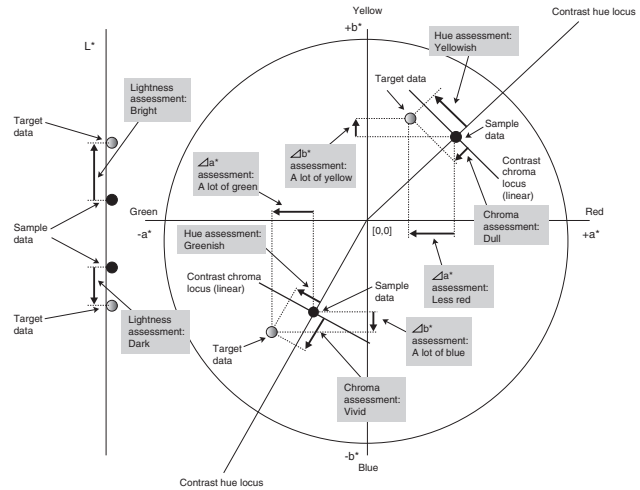 Yellow
+b*
Contrast hue locus
L*
Hue assessment:
Yellowish
Target data
Lightness
assessment:
Bright
Target
data
Sample
data
⊿b*
assessment:
A lot of yellow
⊿a*
assessment:
A lot of green
Contrast
chroma
locus
(linear)
Green
-a*
Red
+a*
[0,0]
Chroma
assessment:
Dull
Sample
data
Hue assessment:
Greenish
⊿a*
assessment:
Less red
Contrast chroma
locus (linear)
Sample
data
Target
data
Lightness
assessment:
Dark
⊿b*
assessment:
A lot of blue
Target
data
Chroma
assessment:
Vivid
-b*
Blue
Contrast hue locus